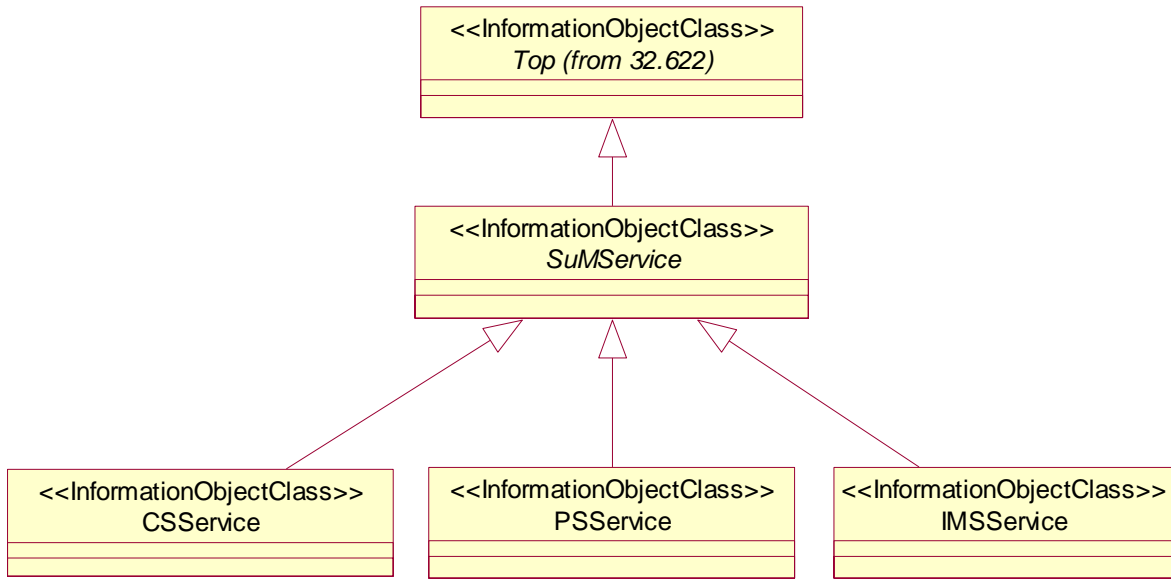 <<InformationObjectClass>>
Top (from 32.622)
<<InformationObjectClass>>
SuMService
<<InformationObjectClass>>
CSService
<<InformationObjectClass>>
PSService
<<InformationObjectClass>>
IMSService